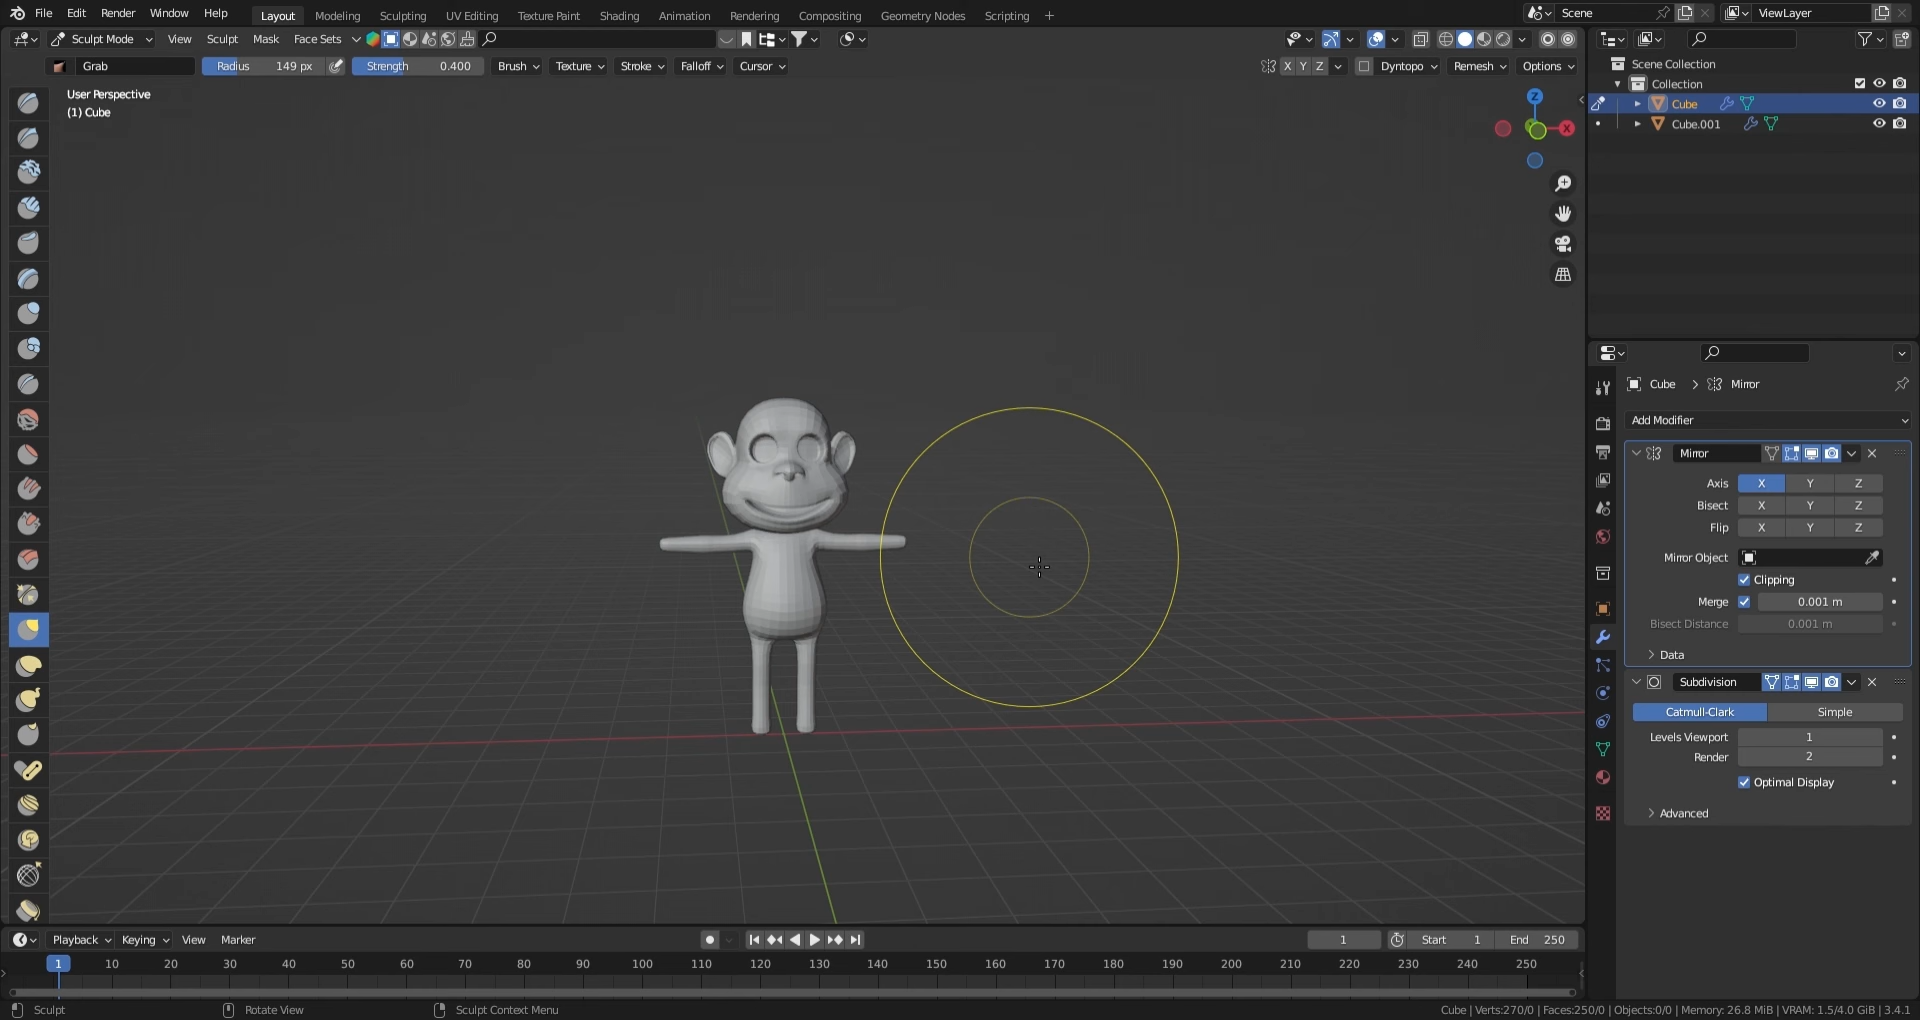 File Edit Render Window Help Layout Modeling Sculpting UV Editing Texture Paint Shading Animation Rendering Compositing Geometry Nodes Scripting + Scene ViewLayer
Sculpt Mode View Sculpt Mask Face Sets
Grab Radius 149 px Strength 0.400 Brush Texture Stroke Falloff Cursor X Y Z Dyntopo Remesh Options
User Perspective
(1) Cube
Z
X
Scene Collection
Collection
Cube
Cube.001
Cube > Mirror
Add Modifier
Mirror
Axis X Y Z
Bisect X Y Z
Flip X Y Z
Mirror Object
Clipping
Merge 0.001 m
Bisect Distance 0.001 m
Data
Subdivision
Catmull-Clark Simple
Levels Viewport 1
Render 2
Optimal Display
Advanced
Playback Keying View Marker 1 Start 1 End 250
1 10 20 30 40 50 60 70 80 90 100 110 120 130 140 150 160 170 180 190 200 210 220 230 240 250
Sculpt Rotate View Sculpt Context Menu Cube | Verts:270/0 | Faces:250/0 | Objects:0/0 | Memory: 26.8 MiB | VRAM: 1.5/4.0 GiB | 3.4.1